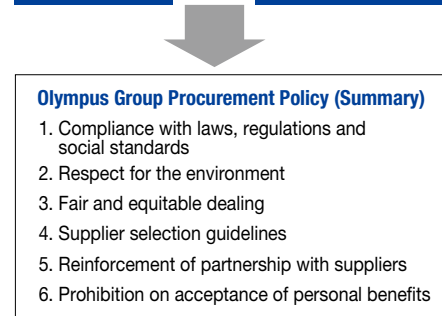 Olympus Group Procurement Policy (Summary)
1. Compliance with laws, regulations and
social standards
2. Respect for the environment
3. Fair and equitable dealing
4. Supplier selection guidelines
5. Reinforcement of partnership with suppliers
6. Prohibition on acceptance of personal benefits